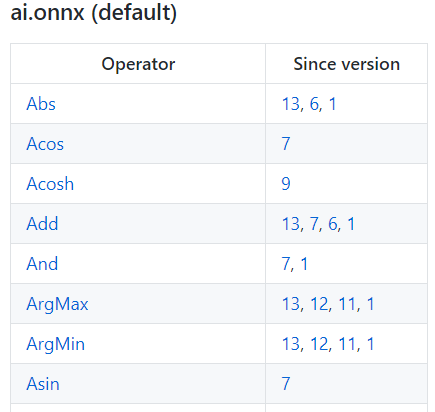 ai.onnx (default)
Operator Since version
Abs 13, 6, 1
Acos 7
Acosh 9
Add 13, 7, 6, 1
And 7, 1
ArgMax 13, 12, 11, 1
ArgMin 13, 12, 11, 1
Asin 7